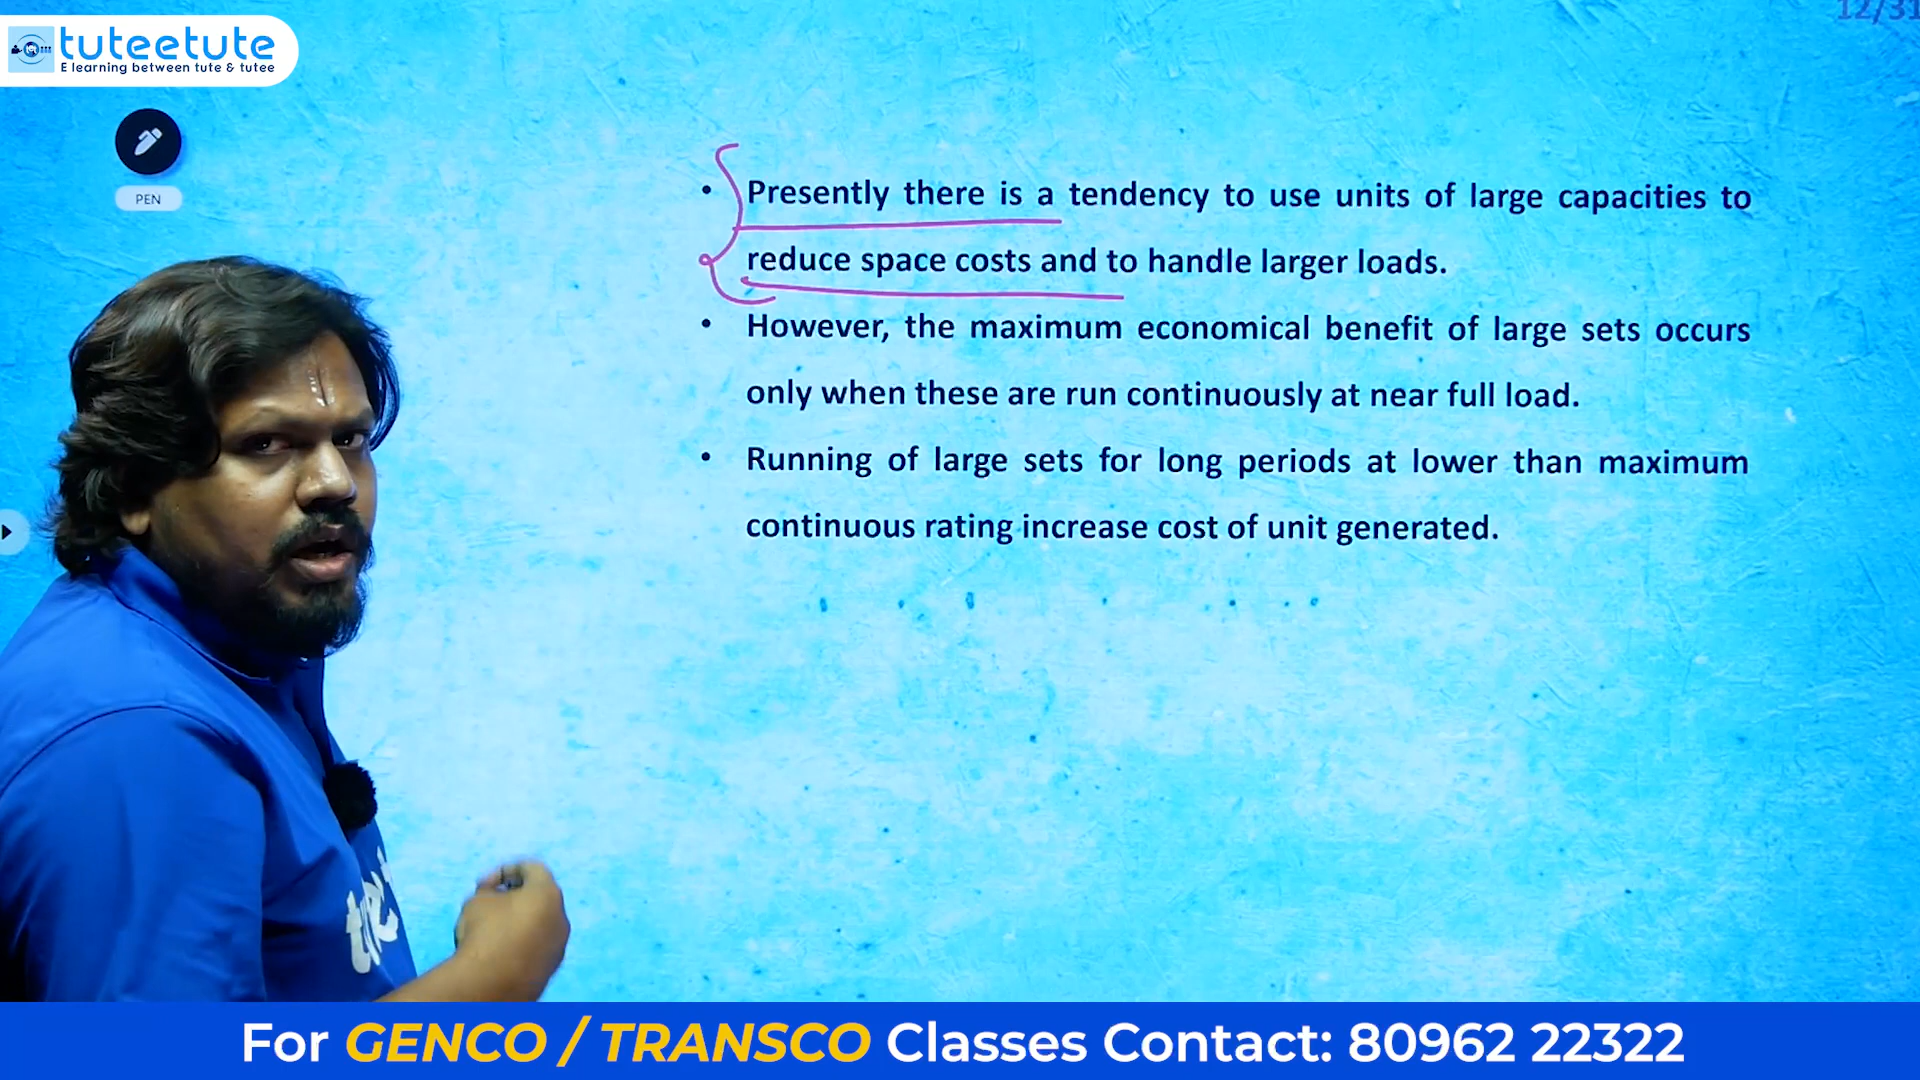 12/31
tuteetute
E learning between tute & tutee
PEN
• Presently there is a tendency to use units of large capacities to
reduce space costs and to handle larger loads.
• However, the maximum economical benefit of large sets occurs
only when these are run continuously at near full load.
• Running of large sets for long periods at lower than maximum
continuous rating increase cost of unit generated.
For GENCO / TRANSCO Classes Contact: 80962 22322